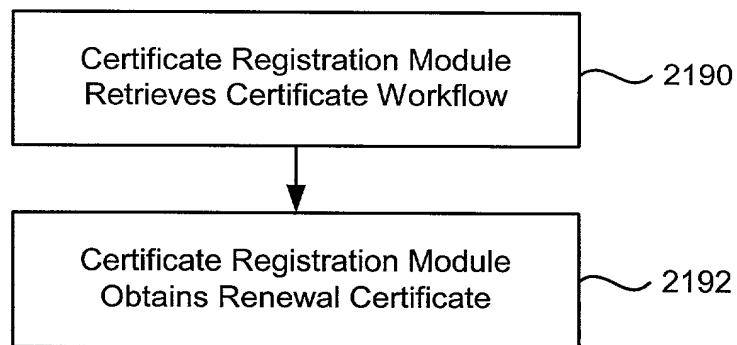 Certificate Registration Module
Retrieves Certificate Workflow
2190
Certificate Registration Module
Obtains Renewal Certificate
2192